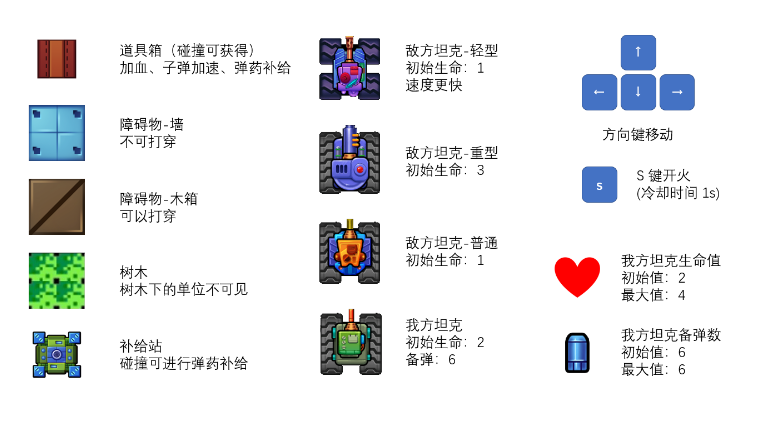 道具箱（碰撞可获得）
加血、子弹加速、弹药补给
障碍物-墙
不可打穿
障碍物-木箱
可以打穿
树木
树木下的单位不可见
补给站
碰撞可进行弹药补给
敌方坦克-轻型
初始生命：1
速度更快
敌方坦克-重型
初始生命：3
敌方坦克-普通
初始生命：1
我方坦克
初始生命：2
备弹：6
↑
← ↓ →
方向键移动
s
S 键开火
(冷却时间 1s)
我方坦克生命值
初始值：2
最大值：4
我方坦克备弹数
初始值：6
最大值：6